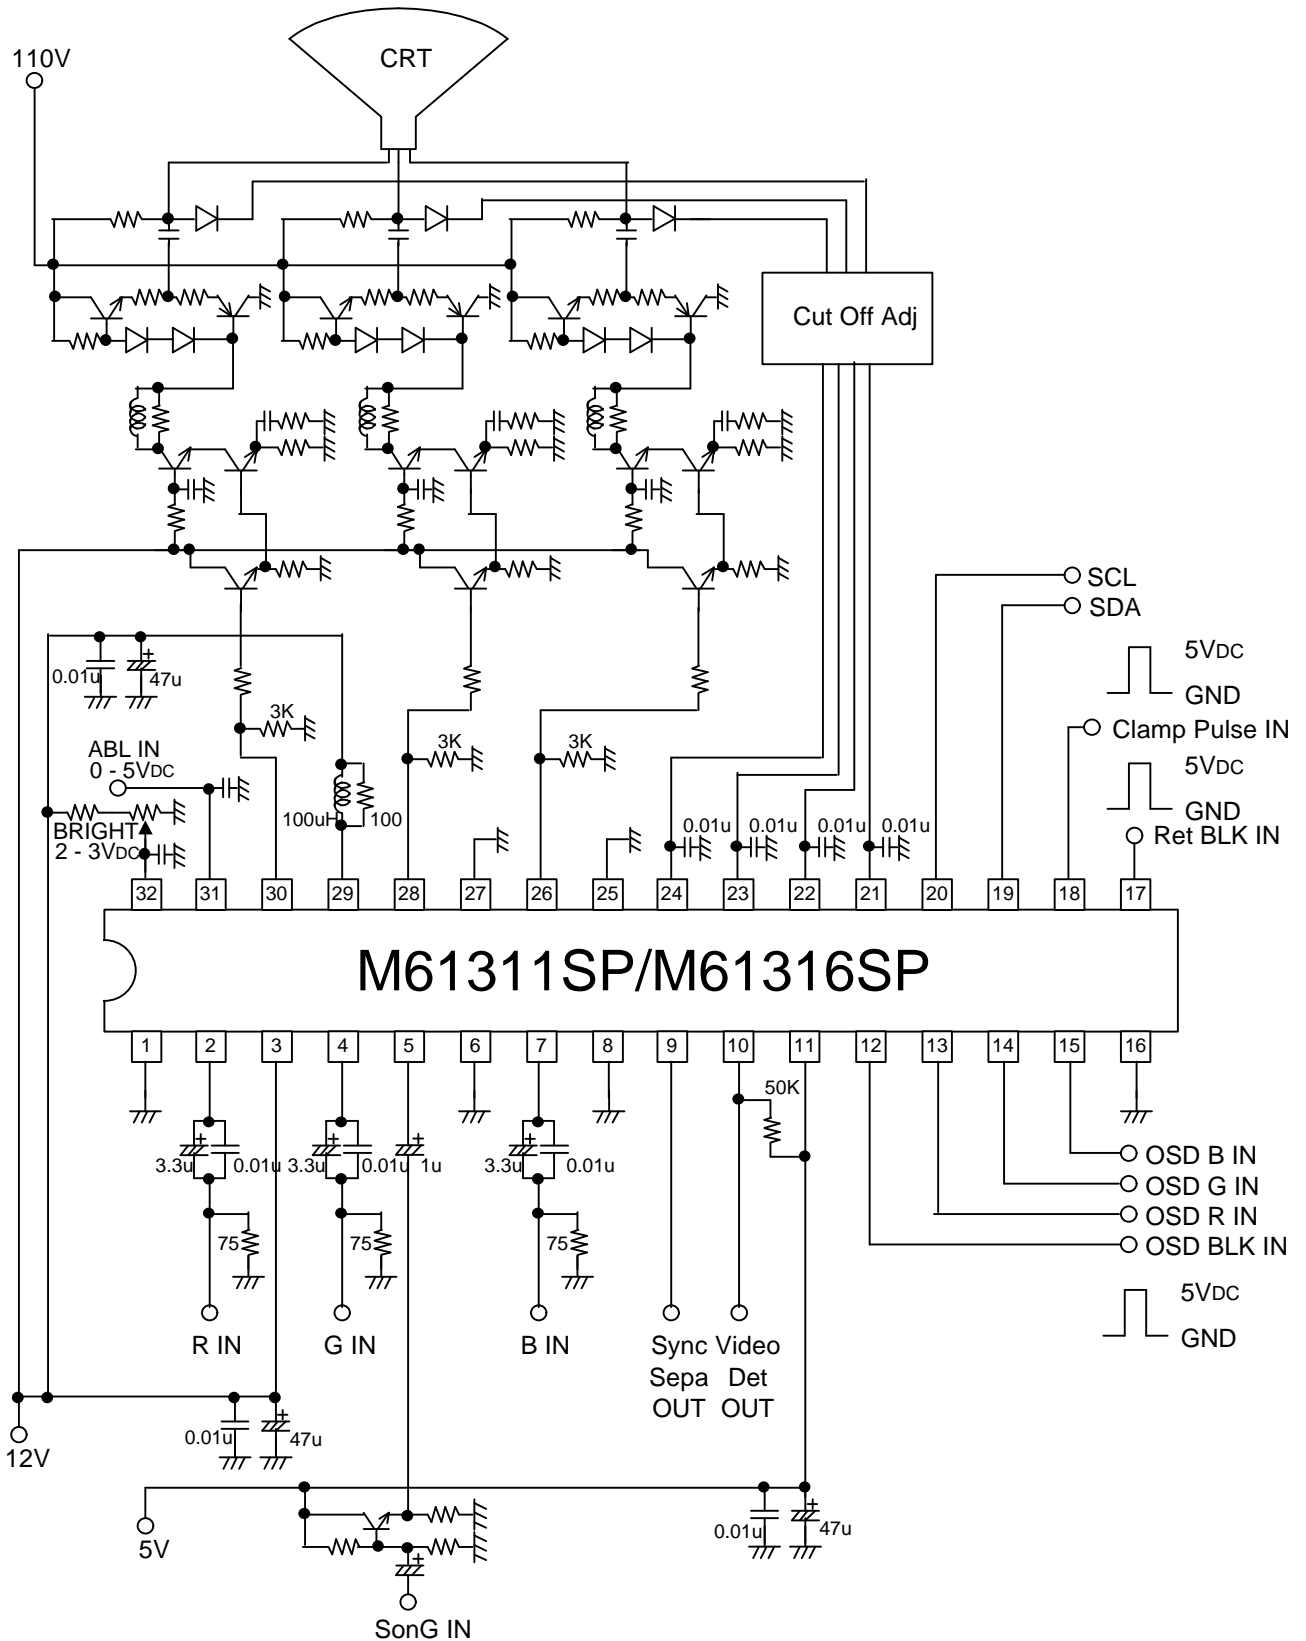 CRT
110V
Cut Off Adj
SCL
SDA
5VDC
GND
0.01u
47u
3K
3K
3K
Clamp Pulse IN
ABL IN
0 - 5VDC
5VDC
GND
100uH
100
BRIGHT
2 - 3VDC
0.01u
0.01u
0.01u
0.01u
Ret BLK IN
32
31
30
29
28
27
26
25
24
23
22
21
20
19
18
17
M61311SP/M61316SP
1
2
3
4
5
6
7
8
9
10
11
12
13
14
15
16
50K
3.3u
0.01u
3.3u
0.01u
1u
3.3u
0.01u
OSD B IN
OSD G IN
OSD R IN
OSD BLK IN
75
75
75
5VDC
GND
R IN
G IN
B IN
Sync
Sepa
OUT
Video
Det
OUT
0.01u
47u
12V
5V
0.01u
47u
SonG IN